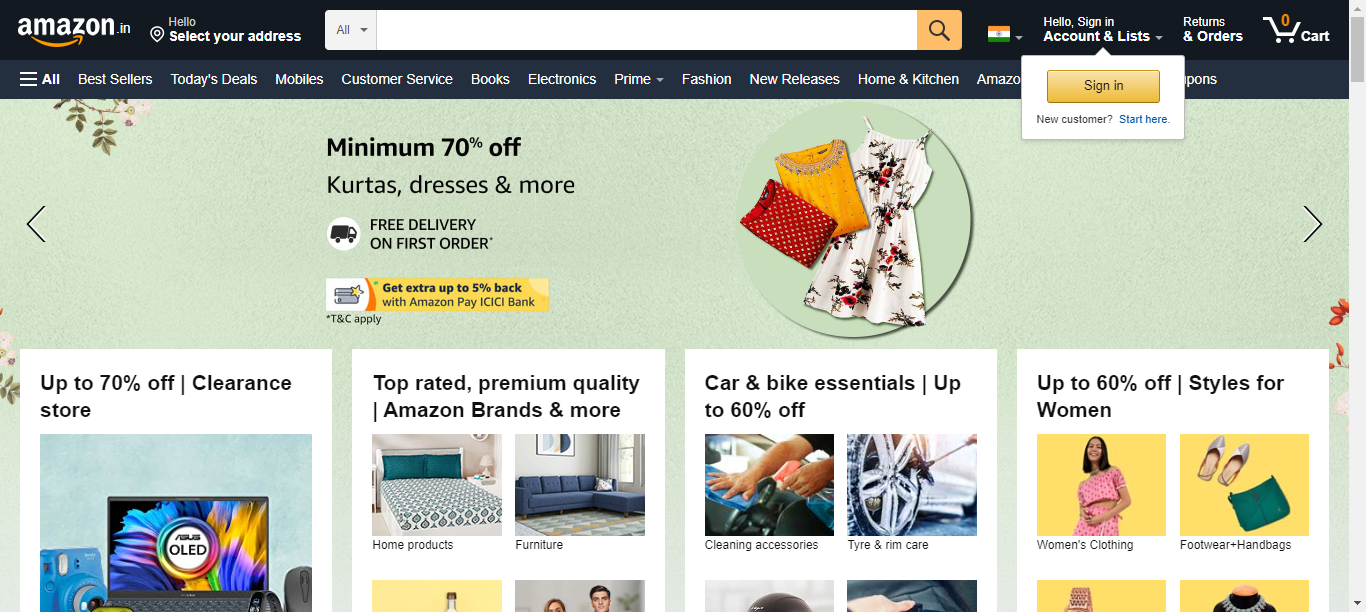 amazon.in
Hello
Select your address
All
Hello, Sign in
Account & Lists
Returns
& Orders
0
Cart
All
Best Sellers
Today's Deals
Mobiles
Customer Service
Books
Electronics
Prime
Fashion
New Releases
Home & Kitchen
Amazo
upons
Sign in
New customer? Start here.
Minimum 70% off
Kurtas, dresses & more
FREE DELIVERY
ON FIRST ORDER*
Get extra up to 5% back
with Amazon Pay ICICI Bank
*T&C apply
Up to 70% off | Clearance
store
ASUS
OLED
Top rated, premium quality
| Amazon Brands & more
Home products
Furniture
Car & bike essentials | Up
to 60% off
Cleaning accessories
Tyre & rim care
Up to 60% off | Styles for
Women
Women's Clothing
Footwear+Handbags